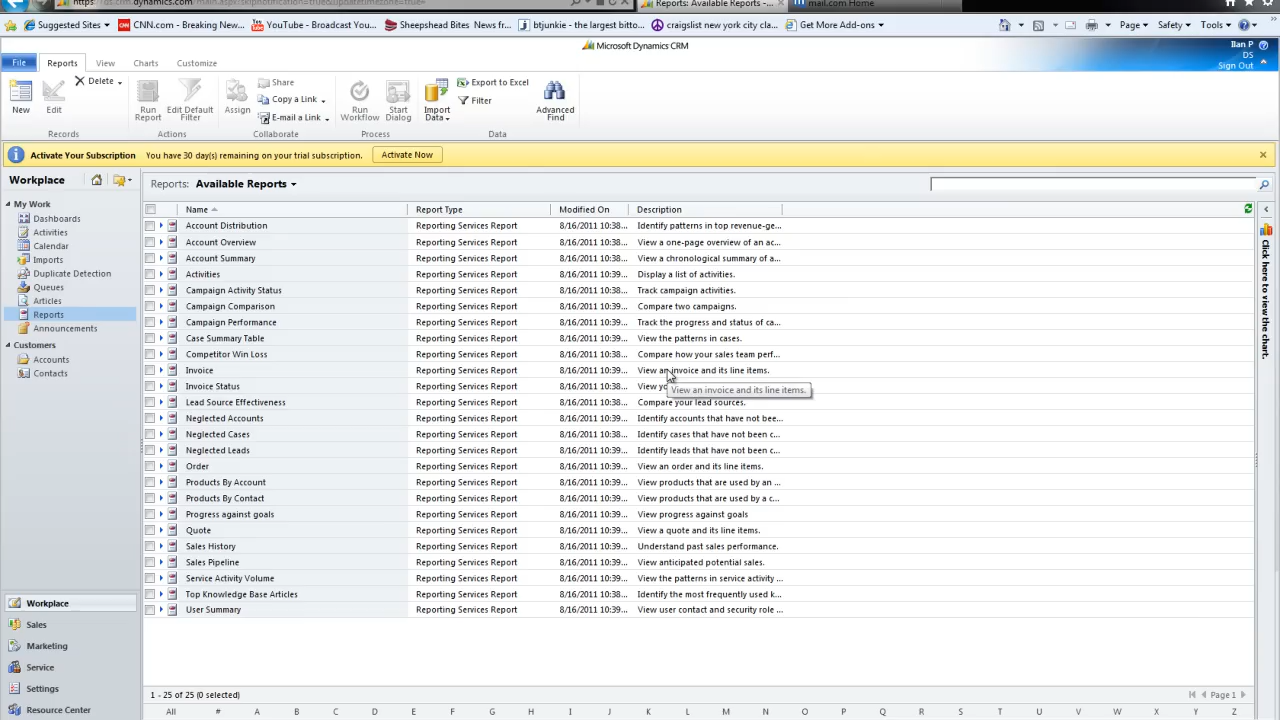 https://ds.crm.dynamics.com/main.aspx?skipnotification=true&updatetimezone=true#
Reports: Available Reports -...
mail.com Home
Suggested Sites
CNN.com - Breaking New...
YouTube - Broadcast You...
Sheepshead Bites  News fr...
btjunkie - the largest bitto...
craigslist new york city cla...
Get More Add-ons
Page
Safety
Tools
Microsoft Dynamics CRM
Ilan P
DS
Sign Out
File
Reports
View
Charts
Customize
New
Edit
Delete
Records
Run Report
Edit Default Filter
Actions
Assign
Share
Copy a Link
E-mail a Link
Collaborate
Run Workflow
Start Dialog
Process
Import Data
Export to Excel
Filter
Advanced Find
Data
Activate Your Subscription
You have 30 day(s) remaining on your trial subscription.
Activate Now
Workplace
My Work
Dashboards
Activities
Calendar
Imports
Duplicate Detection
Queues
Articles
Reports
Announcements
Customers
Accounts
Contacts
Workplace
Sales
Marketing
Service
Settings
Resource Center
Reports: Available Reports
Name Report Type Modified On Description
Account Distribution Reporting Services Report 8/16/2011 10:38... Identify patterns in top revenue-ge...
Account Overview Reporting Services Report 8/16/2011 10:38... View a one-page overview of an ac...
Account Summary Reporting Services Report 8/16/2011 10:38... View a chronological summary of a...
Activities Reporting Services Report 8/16/2011 10:38... Display a list of activities.
Campaign Activity Status Reporting Services Report 8/16/2011 10:38... Track campaign activities.
Campaign Comparison Reporting Services Report 8/16/2011 10:38... Compare two campaigns.
Campaign Performance Reporting Services Report 8/16/2011 10:38... Track the progress and status of ca...
Case Summary Table Reporting Services Report 8/16/2011 10:38... View the patterns in cases.
Competitor Win Loss Reporting Services Report 8/16/2011 10:38... Compare how your sales team perf...
Invoice Reporting Services Report 8/16/2011 10:39... View an invoice and its line items.
Invoice Status Reporting Services Report 8/16/2011 10:38... View yo
View an invoice and its line items.
Lead Source Effectiveness Reporting Services Report 8/16/2011 10:39... Compare your lead sources.
Neglected Accounts Reporting Services Report 8/16/2011 10:39... Identify accounts that have not bee...
Neglected Cases Reporting Services Report 8/16/2011 10:38... Identify cases that have not been c...
Neglected Leads Reporting Services Report 8/16/2011 10:39... Identify leads that have not been c...
Order Reporting Services Report 8/16/2011 10:39... View an order and its line items.
Products By Account Reporting Services Report 8/16/2011 10:39... View products that are used by an ...
Products By Contact Reporting Services Report 8/16/2011 10:39... View products that are used by a c...
Progress against goals Reporting Services Report 8/16/2011 10:39... View progress against goals
Quote Reporting Services Report 8/16/2011 10:39... View a quote and its line items.
Sales History Reporting Services Report 8/16/2011 10:39... Understand past sales performance.
Sales Pipeline Reporting Services Report 8/16/2011 10:39... View anticipated potential sales.
Service Activity Volume Reporting Services Report 8/16/2011 10:39... View the patterns in service activity ...
Top Knowledge Base Articles Reporting Services Report 8/16/2011 10:39... Identify the most frequently used k...
User Summary Reporting Services Report 8/16/2011 10:39... View user contact and security role ...
Click here to view the chart.
1 - 25 of 25 (0 selected)
Page 1
All # A B C D E F G H I J K L M N O P Q R S T U V W X Y Z